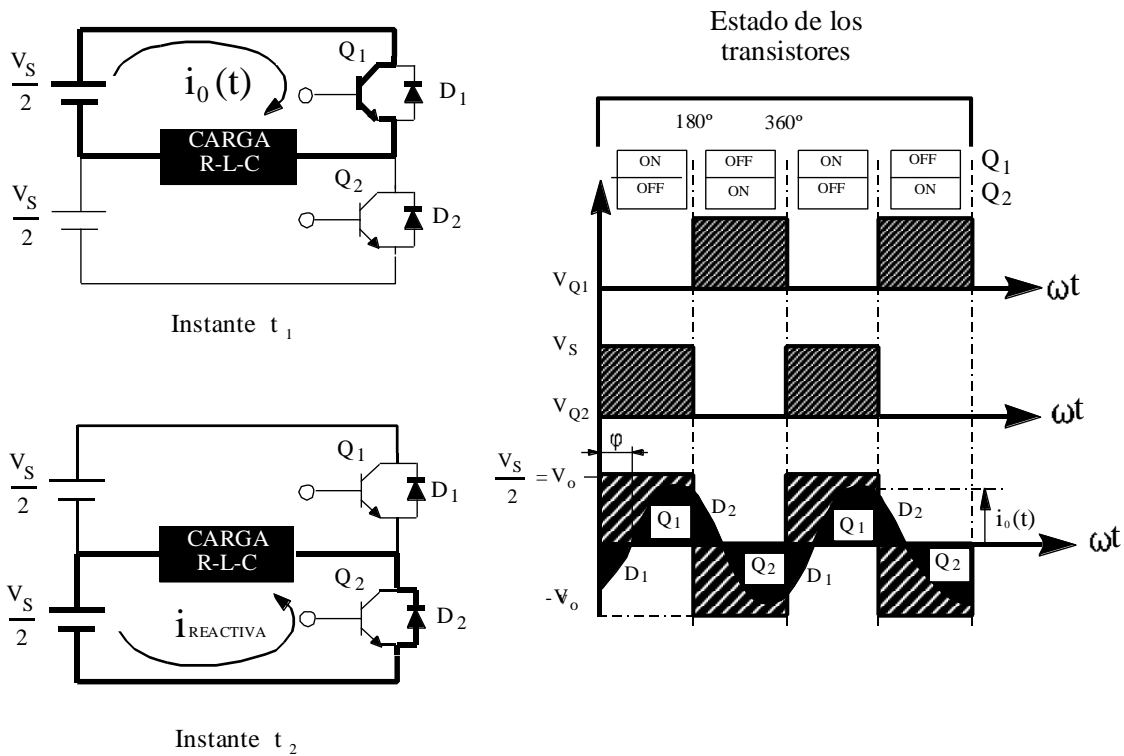 V_S
2
i_0(t)
Q_1
D_1
CARGA
R-L-C
V_S
2
Q_2
D_2
Instante t_1
V_S
2
Q_1
D_1
CARGA
R-L-C
V_S
2
Q_2
D_2
i_REACTIVA
Instante t_2
Estado de los
transistores
180º 360º
ON OFF ON OFF Q_1
OFF ON OFF ON Q_2
V_Q1 ωt
V_S
V_Q2 ωt
φ
V_S
2 = V_o
Q_1 D_2 Q_1 D_2 i_0(t)
ωt
D_1 Q_2 D_1 Q_2
-V_o